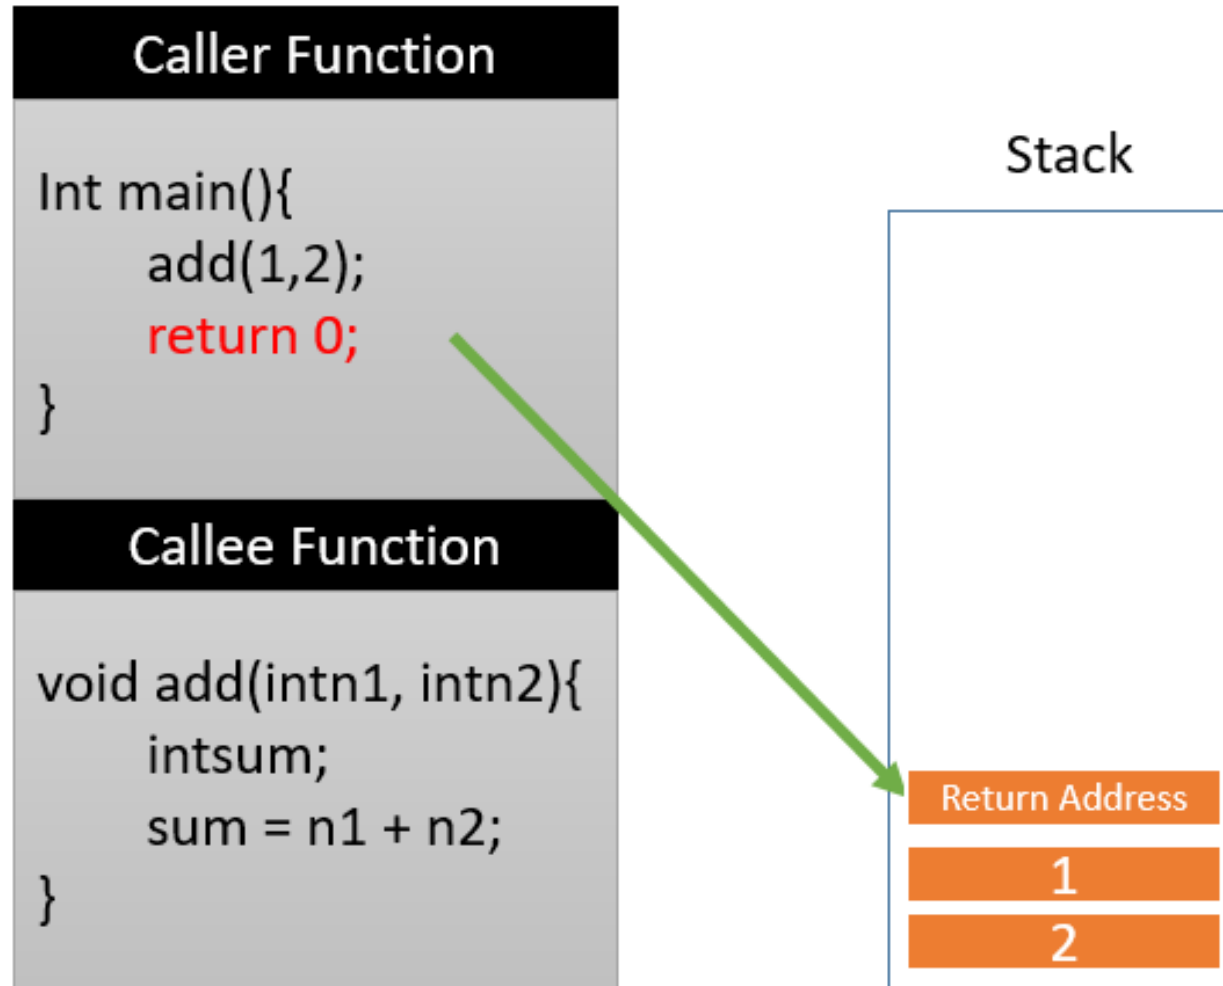 Caller Function
Int main(){
add(1,2);
return 0;
}
Callee Function
void add(intn1, intn2){
intsum;
sum = n1 + n2;
}
Stack
Return Address
1
2